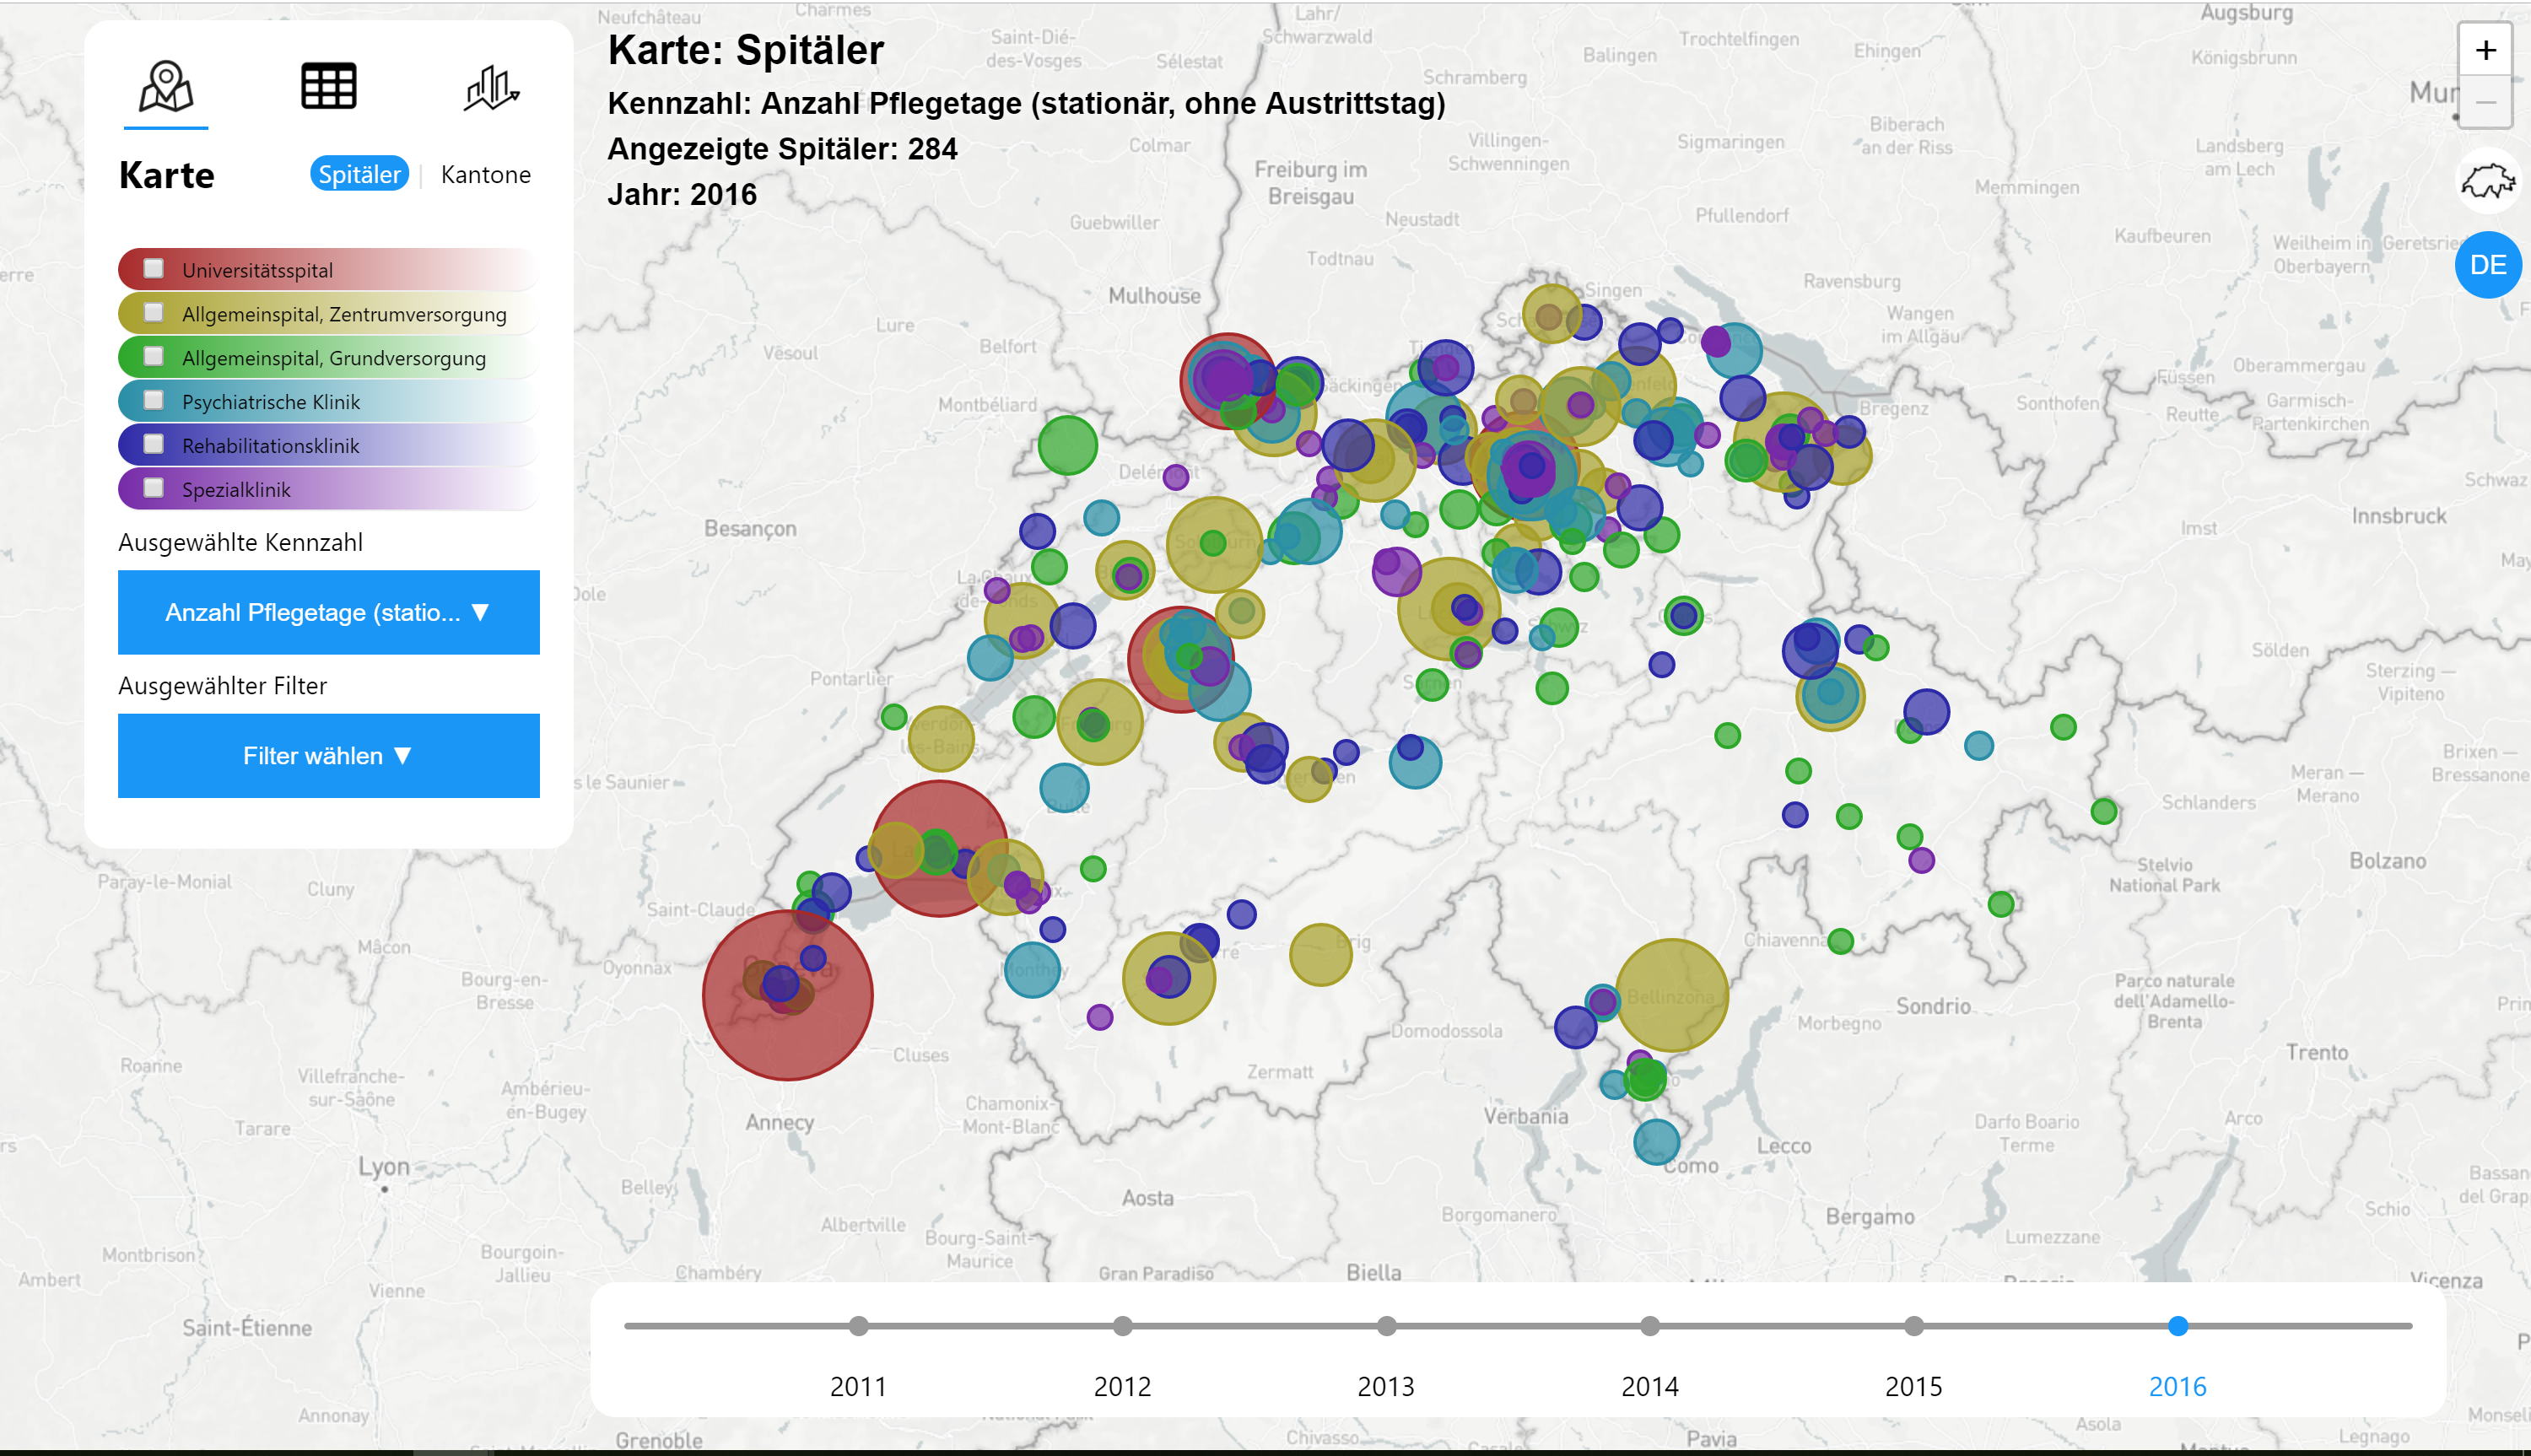 Karte: Spitäler
Kennzahl: Anzahl Pflegetage (stationär, ohne Austrittstag)
Angezeigte Spitäler: 284
Jahr: 2016
Karte
Spitäler | Kantone
Universitätsspital
Allgemeinspital, Zentrumversorgung
Allgemeinspital, Grundversorgung
Psychiatrische Klinik
Rehabilitationsklinik
Spezialklinik
Ausgewählte Kennzahl
Anzahl Pflegetage (statio... ▼
Ausgewählter Filter
Filter wählen ▼
+
−
DE
Neufchâteau
Charmes
Lahr/
Schwarzwald
Augsburg
Saint-Dié-
des-Vosges
Sélestat
Balingen
Trochtelfingen
Ehingen
Königsbrunn
Schramberg
Colmar
Villingen-
Schwenningen
Sigmaringen
Biberach
an der Riss
Landsberg
am Lech
Freiburg im
Breisgau
Memmingen
Guebwiller
Neustadt
Pfullendorf
Kaufbeuren
Weilheim in
Oberbayern
Todtnau
Mulhouse
Singen
Ravensburg
Wangen
im Allgäu
Lure
Belfort
Vesoul
Oberammergau
Füssen
Montbéliard
Bregenz
Sonthofen
Reutte
Garmisch-
Partenkirchen
Delémont
Besançon
Imst
Innsbruck
Pontarlier
Sölden
Sterzing —
Vipiteno
Brixen —
Bressanone
Meran —
Merano
Schlanders
Stelvio
National Park
Bolzano
Paray-le-Monial
Cluny
Saint-Claude
Mâcon
Oyonnax
Bourg-en-
Bresse
Brig
Monthey
Bellinzona
Chiavenna
Sondrio
Morbegno
Parco naturale
dell'Adamello-
Brenta
Domodossola
Trento
Roanne
Villefranche-
sur-Saône
Ambérieu-
en-Bugey
Cluses
Zermatt
Annecy
Chamonix-
Mont-Blanc
Verbania
Tarare
Lecco
Como
Darfo Boario
Terme
Arco
Lyon
Belley
Aosta
Borgomanero
Bergamo
Schio
Albertville
Bourg-Saint-
Maurice
Lumezzane
Montbrison
Bourgoin-
Jallieu
Ambert
Vienne
Chambéry
Gran Paradiso
Biella
Vicenza
Saint-Étienne
Annonay
Grenoble
Chivasso
Pavia
Asola
Legnago
2011
2012
2013
2014
2015
2016